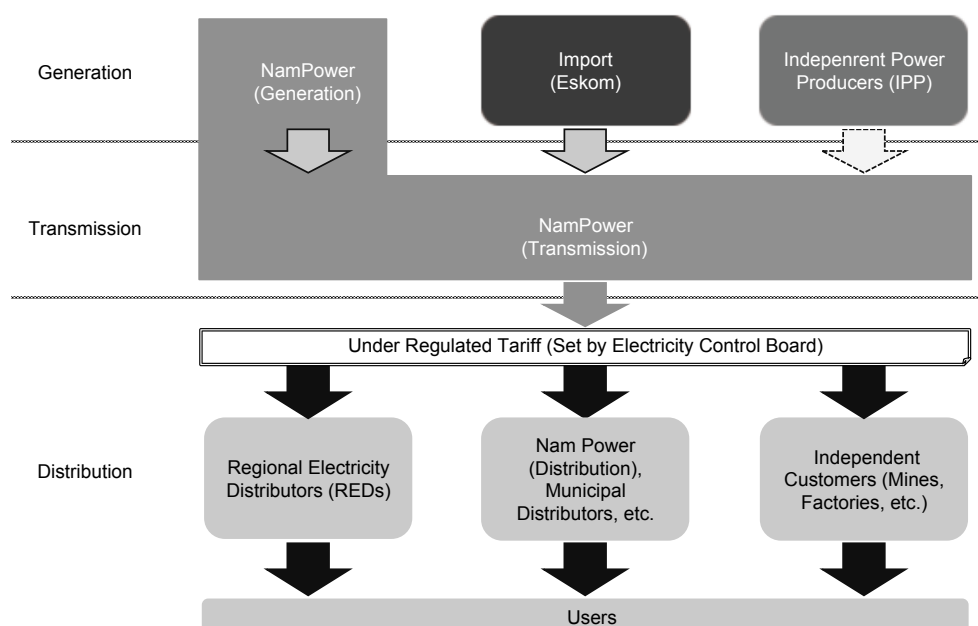 Generation
NamPower
(Generation)
Import
(Eskom)
Indepenrent Power
Producers (IPP)
Transmission
NamPower
(Transmission)
Under Regulated Tariff (Set by Electricity Control Board)
Distribution
Regional Electricity
Distributors (REDs)
Nam Power
(Distribution),
Municipal
Distributors, etc.
Independent
Customers (Mines,
Factories, etc.)
Users